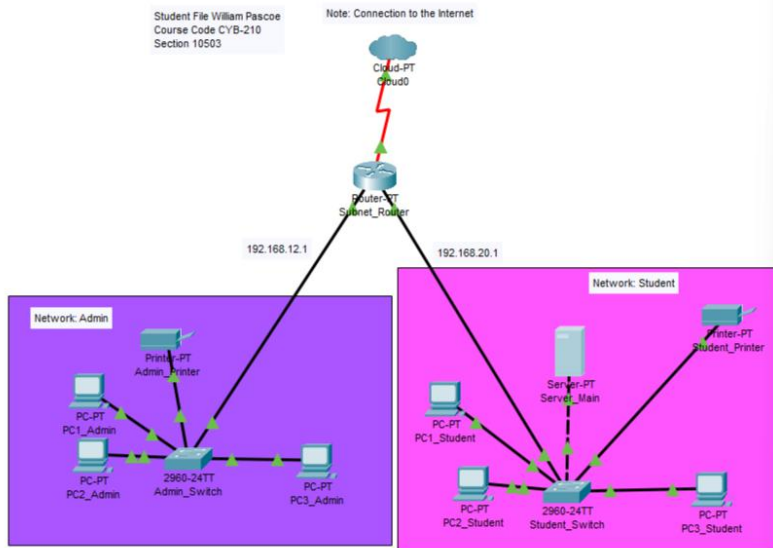 Student File William Pascoe
Course Code CYB-210
Section 10503
Note: Connection to the Internet
Cloud-PT
Cloud0
Router-PT
Subnet_Router
192.168.12.1
192.168.20.1
Network: Admin
Printer-PT
Admin_Printer
PC-PT
PC1_Admin
PC-PT
PC2_Admin
2960-24TT
Admin_Switch
PC-PT
PC3_Admin
Network: Student
Printer-PT
Student_Printer
Server-PT
Server_Main
PC-PT
PC1_Student
PC-PT
PC2_Student
2960-24TT
Student_Switch
PC-PT
PC3_Student